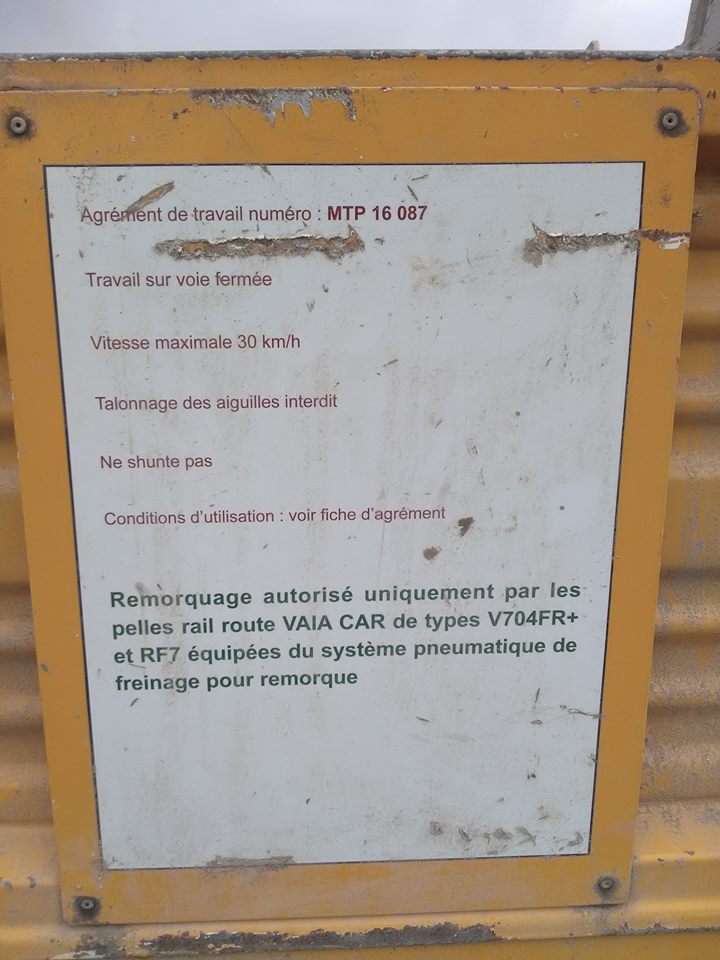 Agrément de travail numéro : MTP 16 087
Travail sur voie fermée
Vitesse maximale 30 km/h
Talonnage des aiguilles interdit
Ne shunte pas
Conditions d'utilisation : voir fiche d'agrément
Remorquage autorisé uniquement par les
pelles rail route VAIA CAR de types V704FR+
et RF7 équipées du système pneumatique de
freinage pour remorque